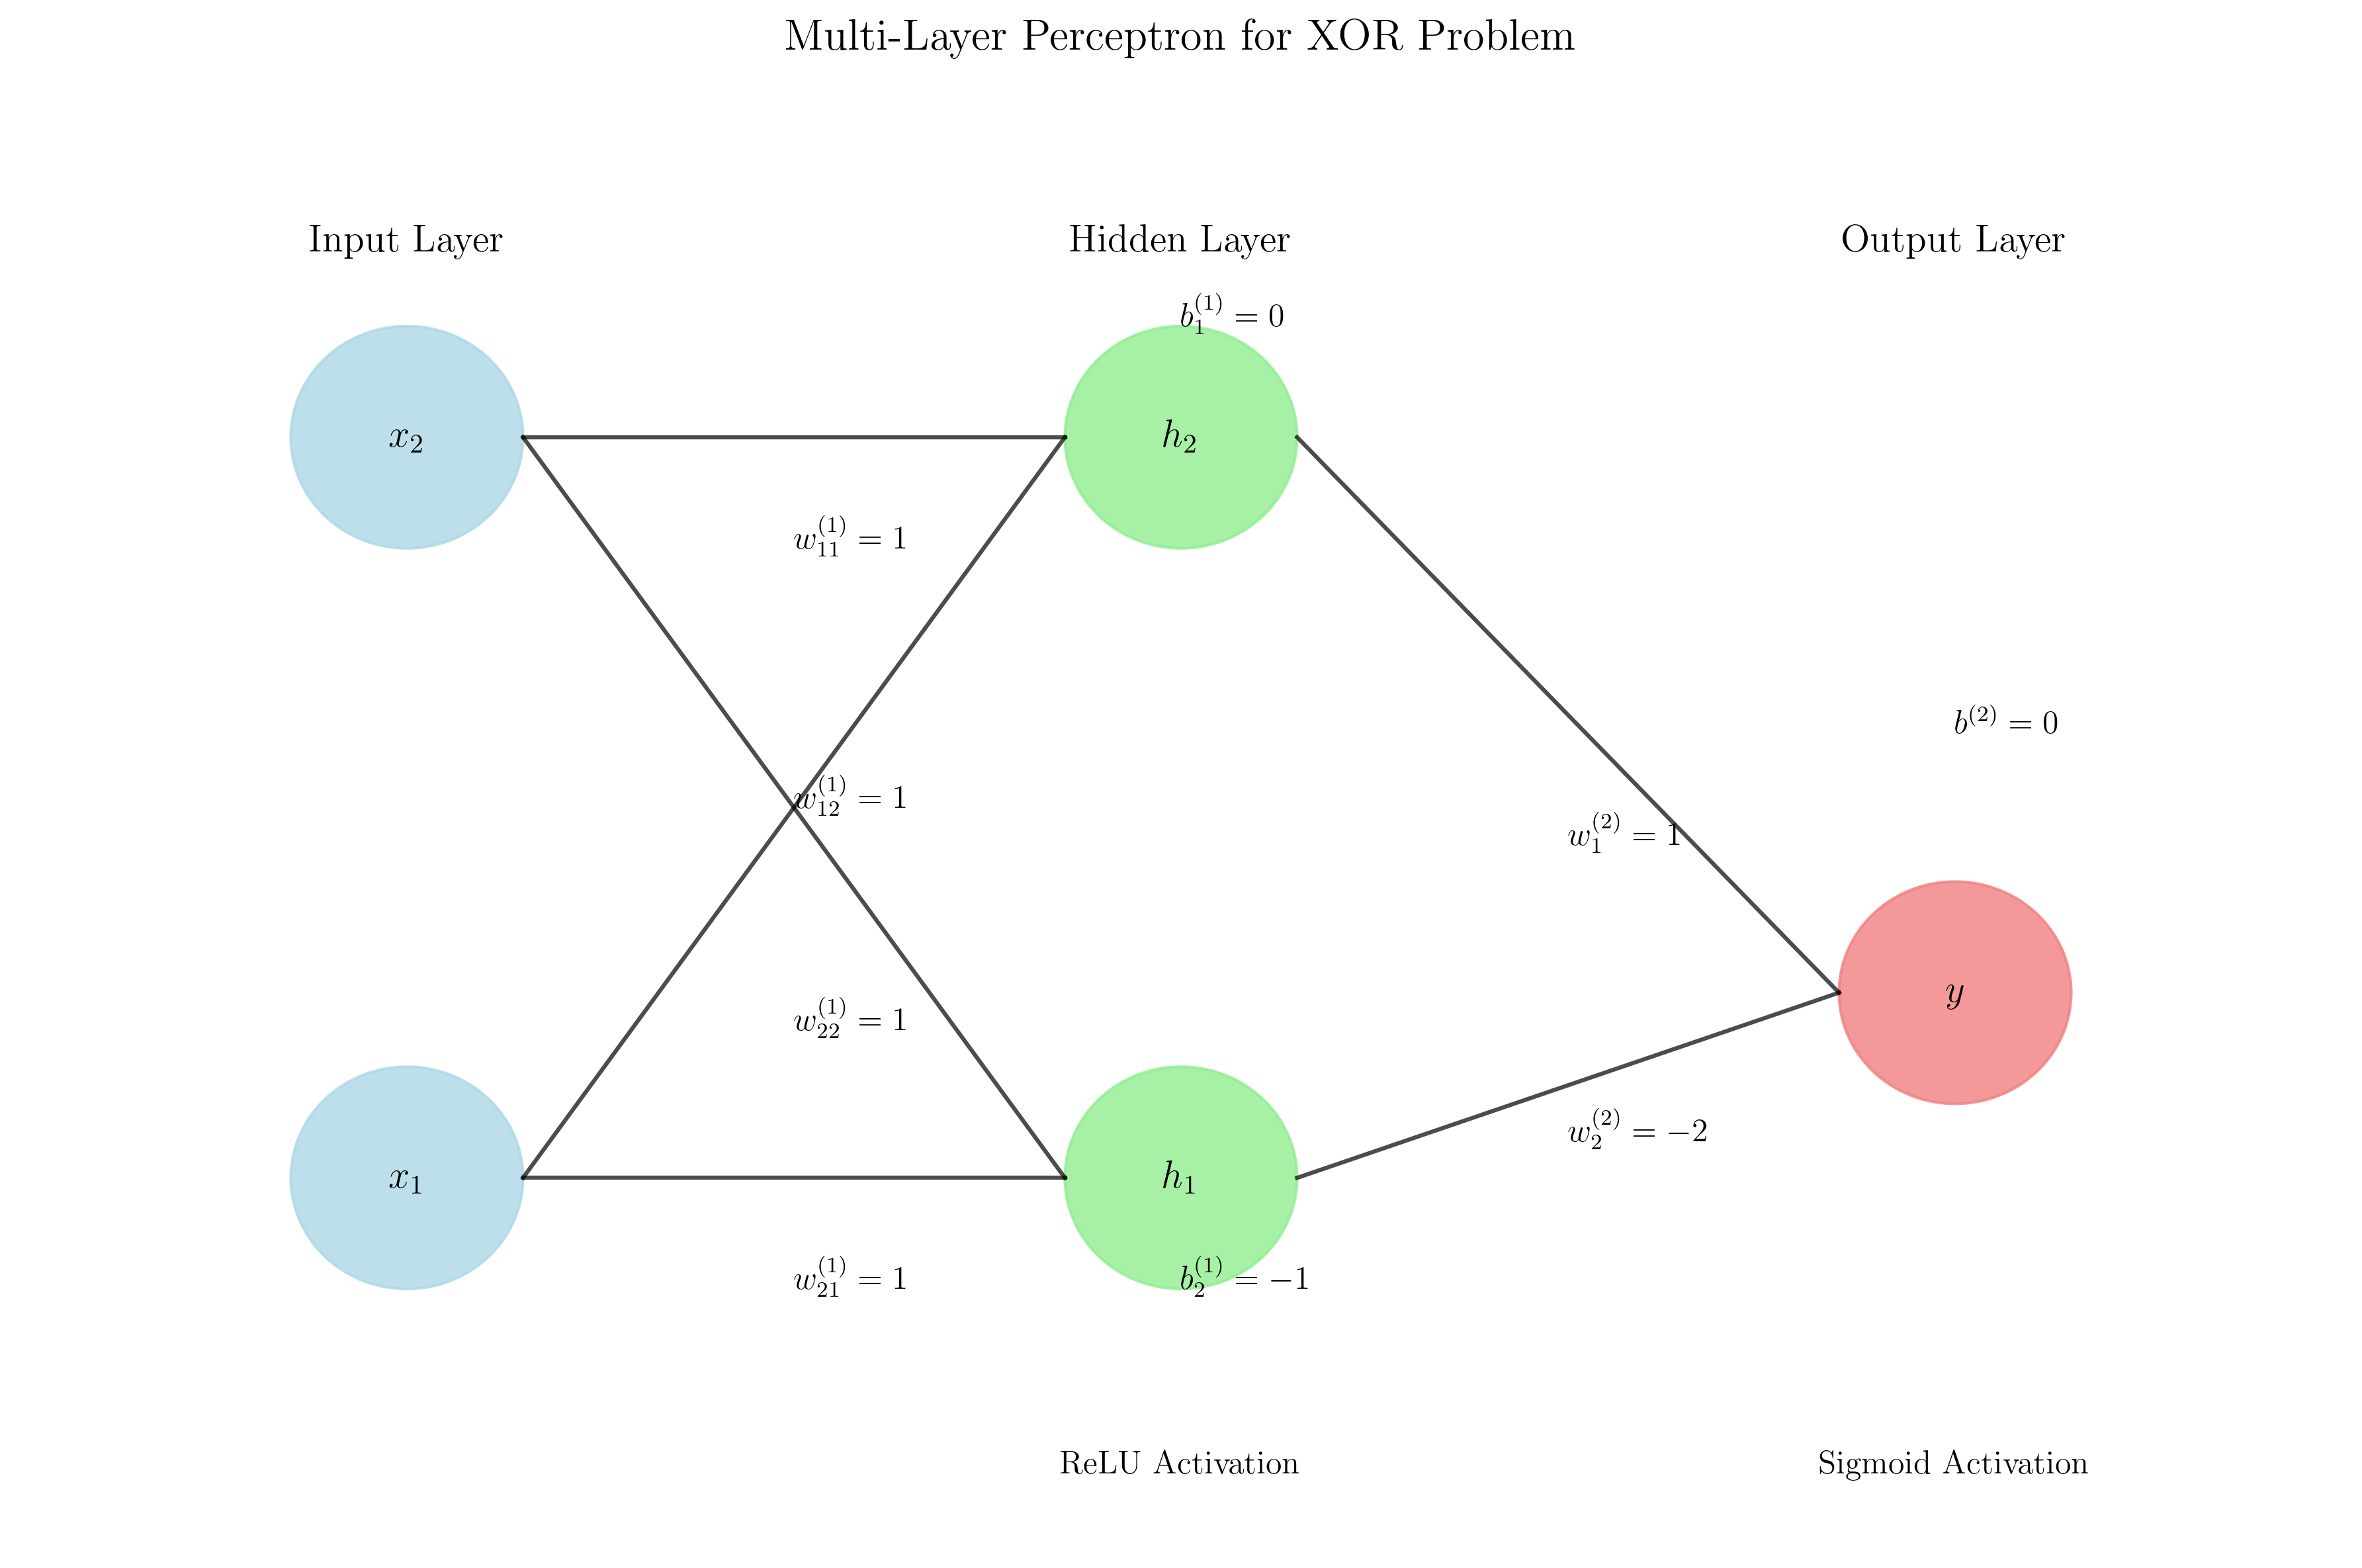 Multi-Layer Perceptron for XOR Problem
Input Layer
Hidden Layer
Output Layer
$b_1^{(1)} = 0$
$x_2$
$h_2$
$w_{11}^{(1)} = 1$
$b^{(2)} = 0$
$w_{12}^{(1)} = 1$
$w_1^{(2)} = 1$
$y$
$w_{22}^{(1)} = 1$
$w_2^{(2)} = -2$
$x_1$
$h_1$
$w_{21}^{(1)} = 1$
$b_2^{(1)} = -1$
ReLU Activation
Sigmoid Activation